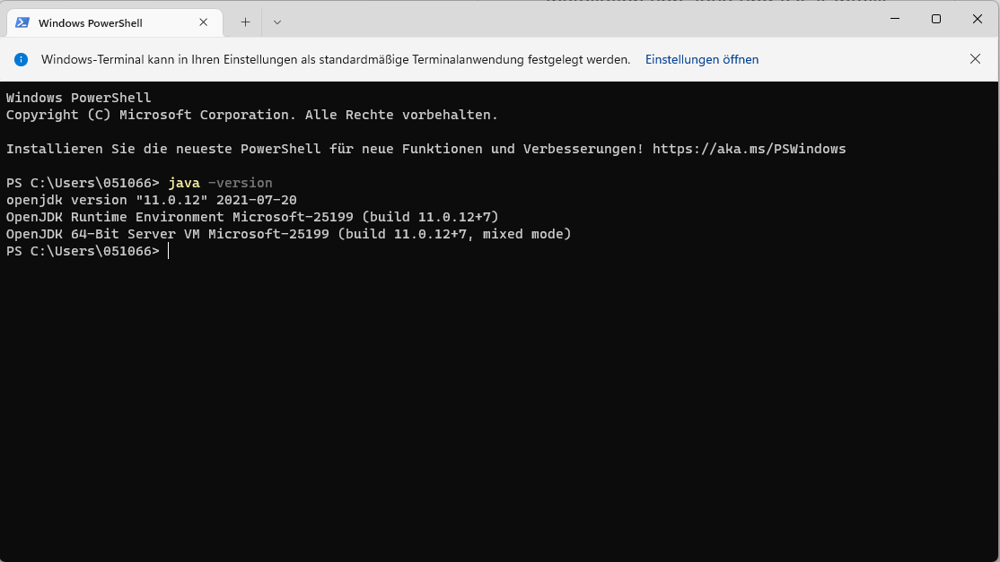 Windows PowerShell
Windows-Terminal kann in Ihren Einstellungen als standardmäßige Terminalanwendung festgelegt werden. Einstellungen öffnen
Windows PowerShell
Copyright (C) Microsoft Corporation. Alle Rechte vorbehalten.
Installieren Sie die neueste PowerShell für neue Funktionen und Verbesserungen! https://aka.ms/PSWindows
PS C:\Users\051066> java -version
openjdk version "11.0.12" 2021-07-20
OpenJDK Runtime Environment Microsoft-25199 (build 11.0.12+7)
OpenJDK 64-Bit Server VM Microsoft-25199 (build 11.0.12+7, mixed mode)
PS C:\Users\051066>